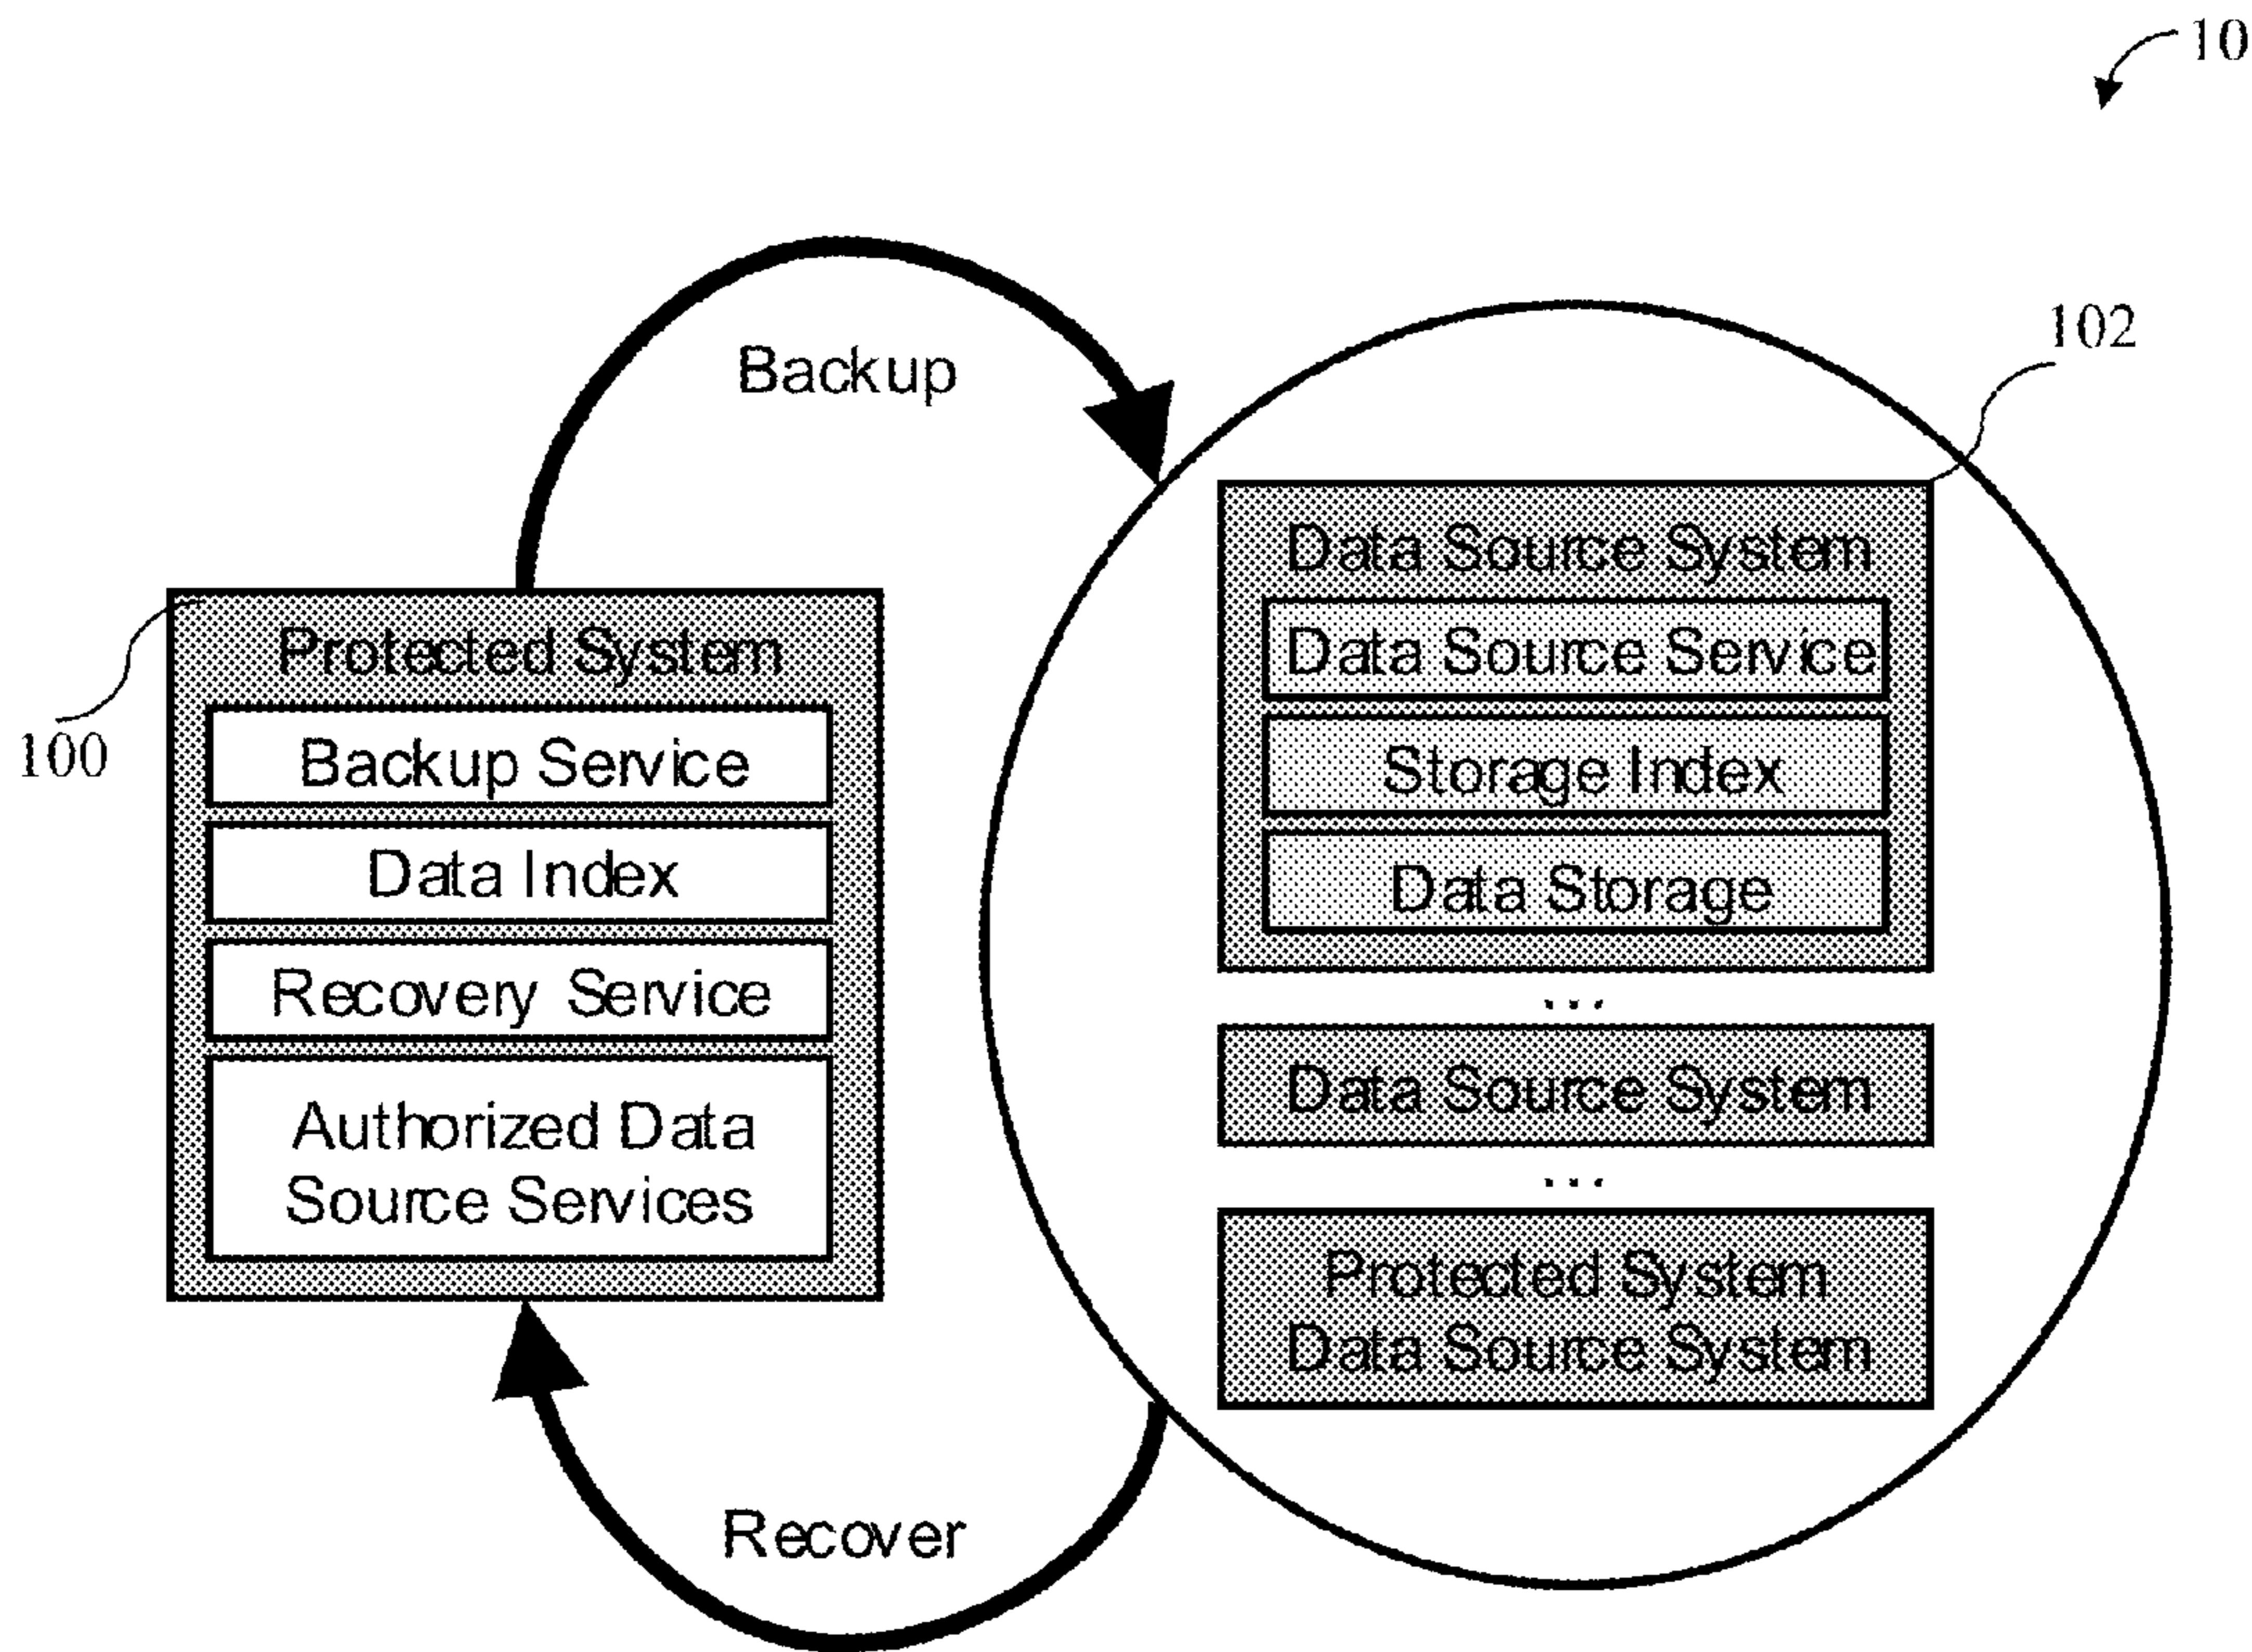 10
Backup
102
Protected System
Backup Service
Data Index
Recovery Service
Authorized Data
Source Services
100
Data Source System
Data Source Service
Storage Index
Data Storage
...
Data Source System
...
Protected System
Data Source System
Recover